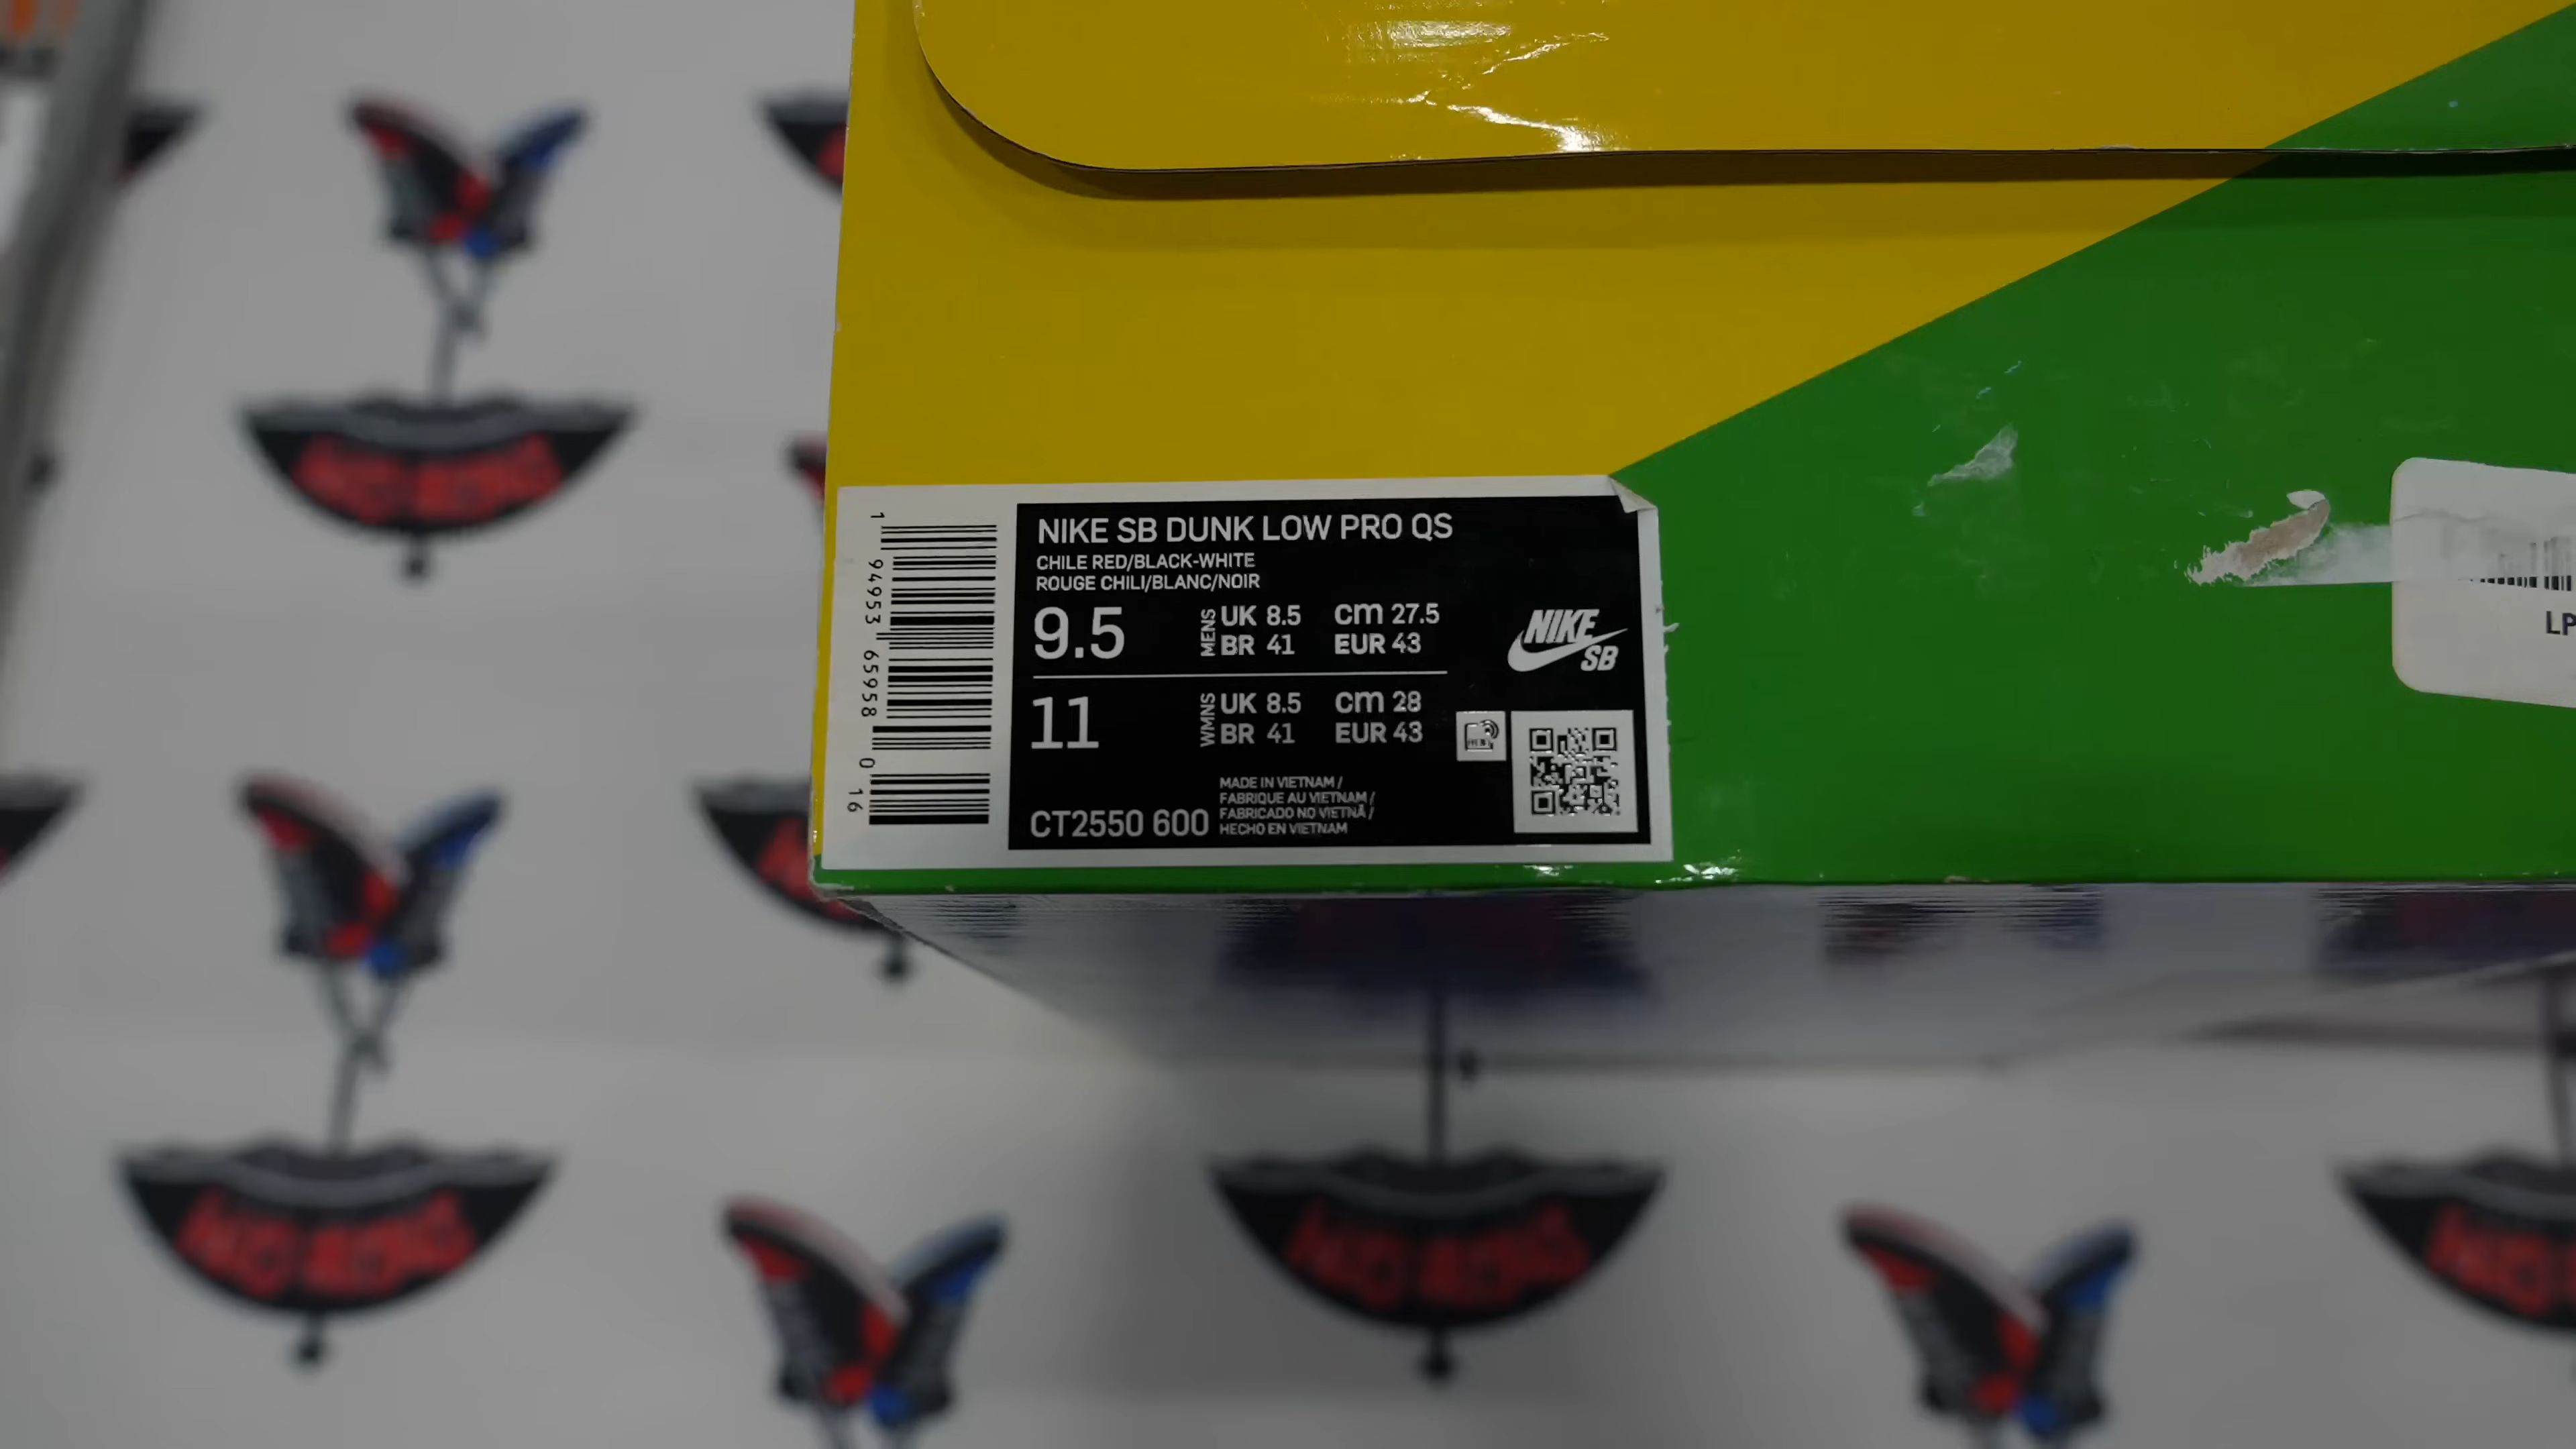 NIKE SB DUNK LOW PRO QS
CHILE RED/BLACK-WHITE
ROUGE CHILI/BLANC/NOIR
9.5 MENS UK 8.5 CM 27.5
BR 41 EUR 43
NIKE
SB
11 WMNS UK 8.5 CM 28
BR 41 EUR 43
MADE IN VIETNAM /
FABRIQUE AU VIETNAM /
FABRICADO NO VIETNÃ /
HECHO EN VIETNAM
CT2550 600
1 94953 65958 0 16
LP